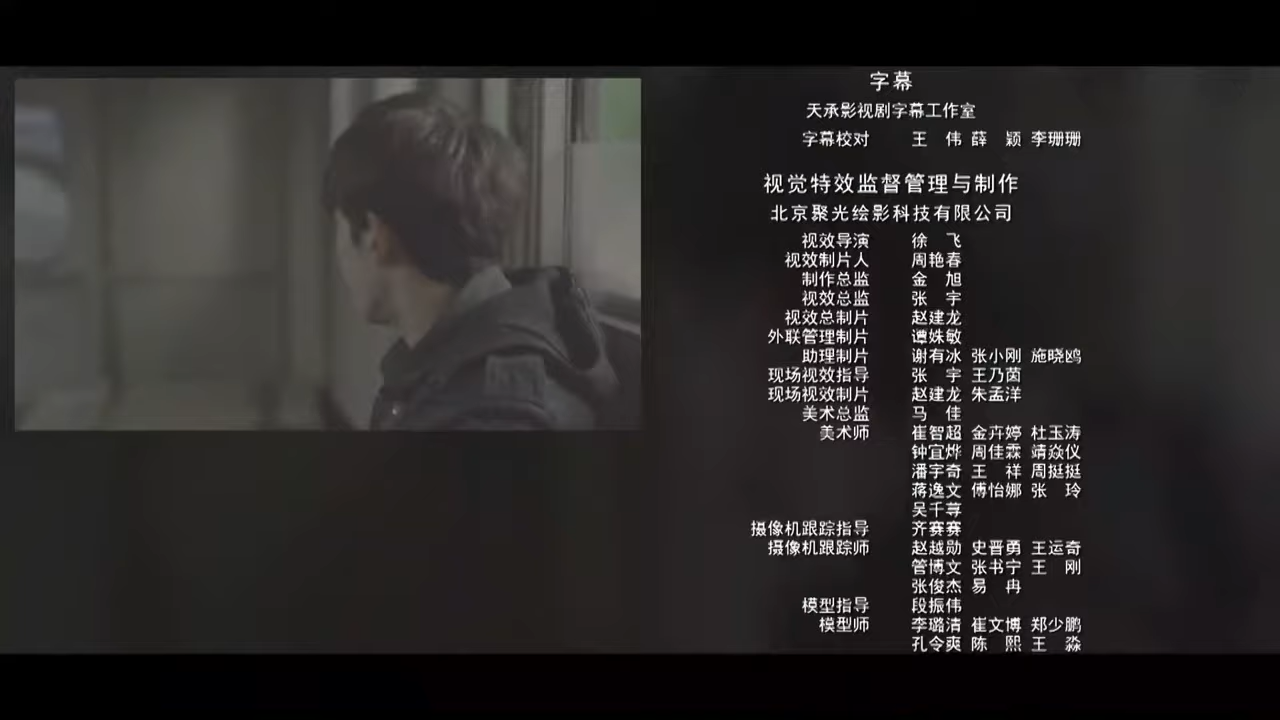 字幕
天承影视剧字幕工作室
字幕校对 王 伟 薛 颖 李珊珊
视觉特效监督管理与制作
北京聚光绘影科技有限公司
视效导演 徐 飞
视效制片人 周艳春
制作总监 金 旭
视效总监 张 宇
视效总制片 赵建龙
外联管理制片 谭姝敏
助理制片 谢有冰 张小刚 施晓鸥
现场视效指导 张 宇 王乃茵
现场视效制片 赵建龙 朱孟洋
美术总监 马 佳
美术师 崔智超 金卉婷 杜玉涛
钟宜烨 周佳霖 靖焱仪
潘宇奇 王 祥 周挺挺
蒋逸文 傅怡娜 张 玲
吴千荨
摄像机跟踪指导 齐赛赛
摄像机跟踪师 赵越勋 史晋勇 王运奇
管博文 张书宁 王 刚
张俊杰 易 冉
模型指导 段振伟
模型师 李璐清 崔文博 郑少鹏
孔令爽 陈 熙 王 淼